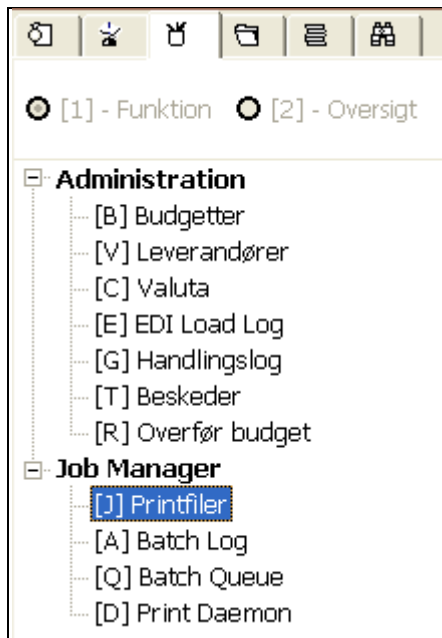 [1] - Funktion [2] - Oversigt
Administration
[B] Budgetter
[V] Leverandører
[C] Valuta
[E] EDI Load Log
[G] Handlingslog
[T] Beskeder
[R] Overfør budget
Job Manager
[J] Printfiler
[A] Batch Log
[Q] Batch Queue
[D] Print Daemon